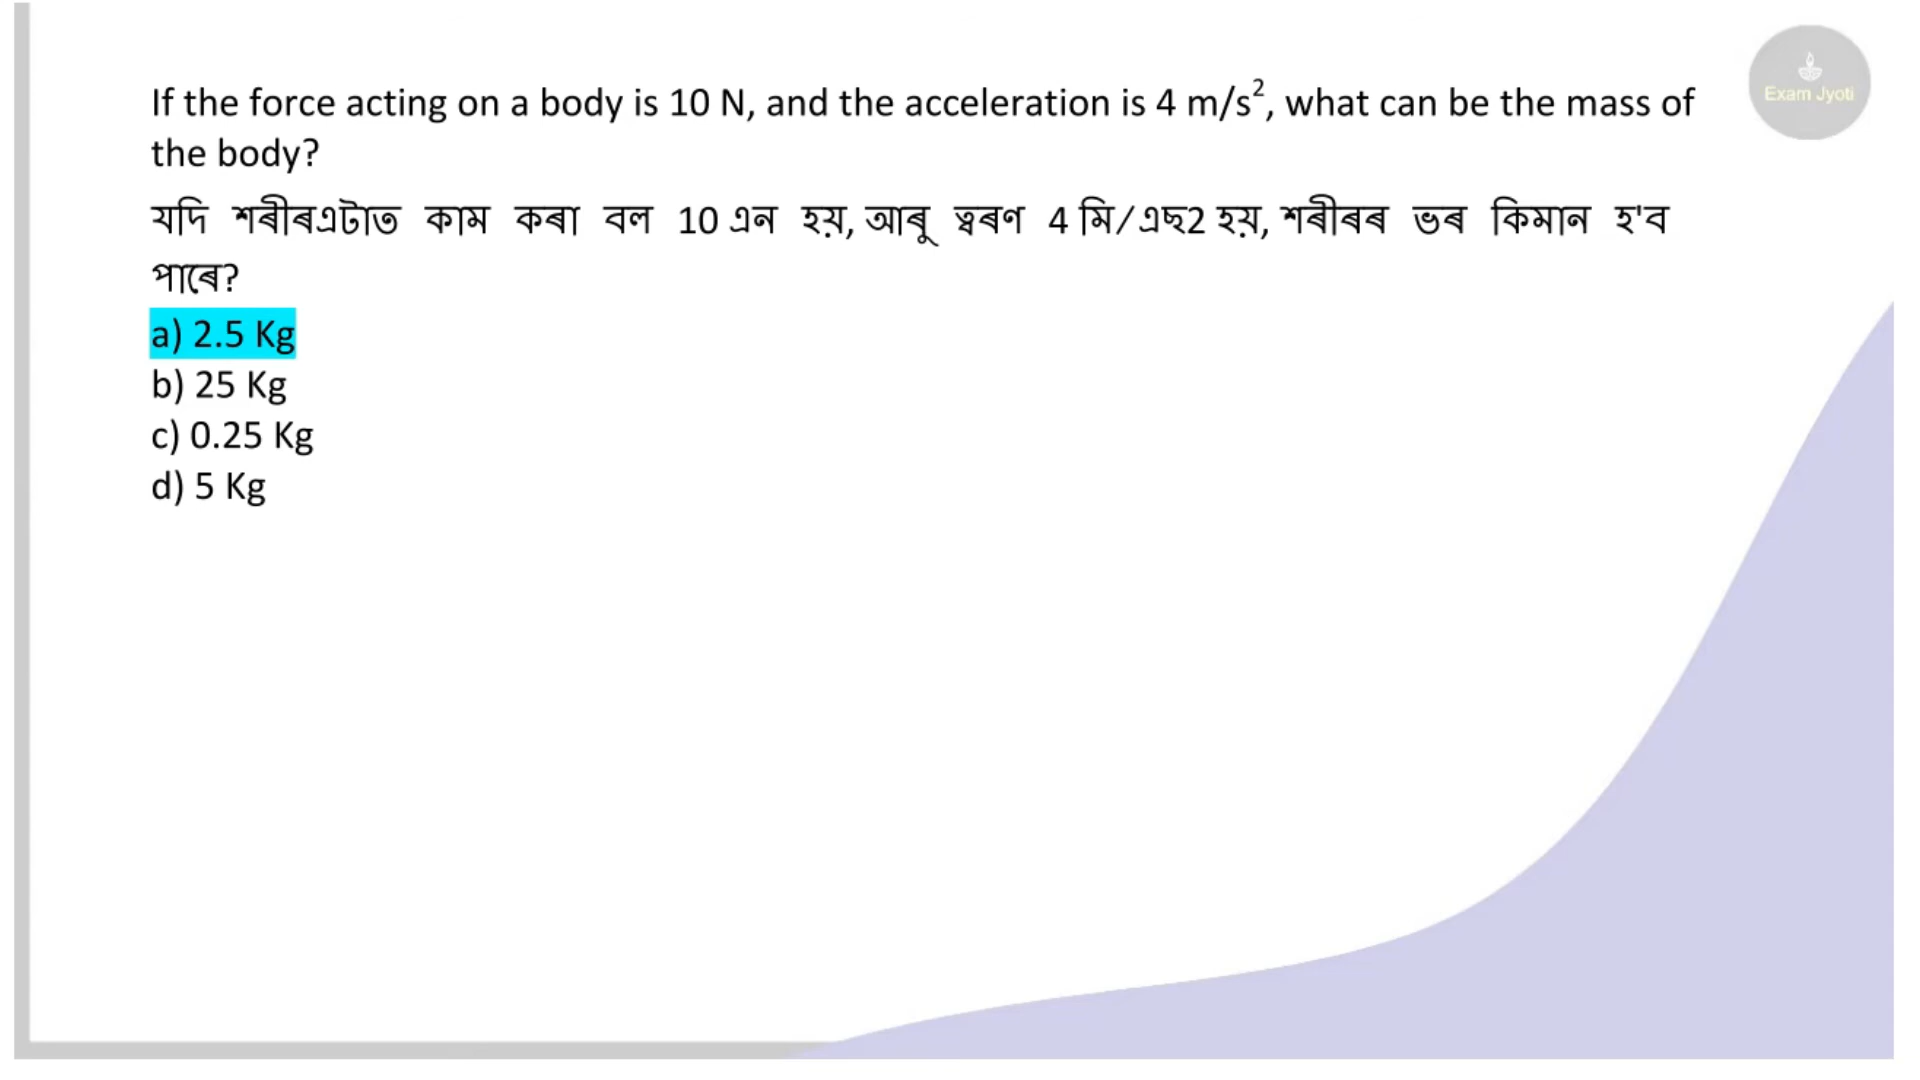 If the force acting on a body is 10 N, and the acceleration is 4 m/s², what can be the mass of
the body?
যদি শৰীৰএটাত কাম কৰা বল 10 এন হয়, আৰু ত্বৰণ 4 মি/এছ2 হয়, শৰীৰৰ ভৰ কিমান হ'ব
পাৰে?
a) 2.5 Kg
b) 25 Kg
c) 0.25 Kg
d) 5 Kg
Exam Jyoti